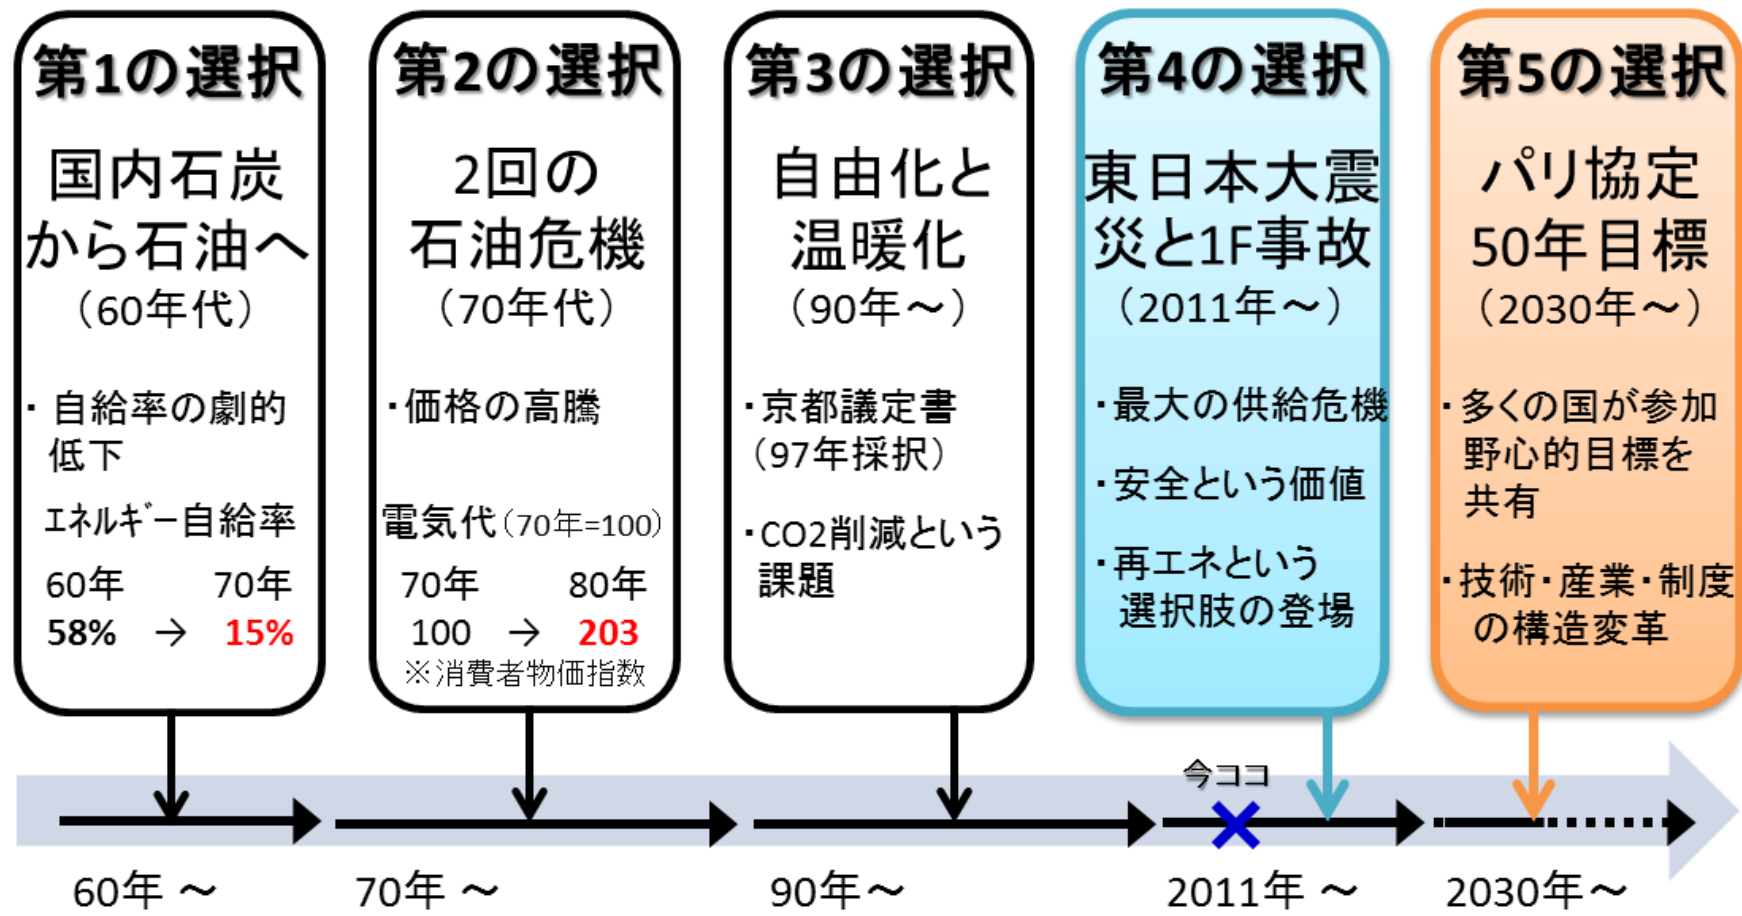 第1の選択
国内石炭
から石油へ
（60年代）
・ 自給率の劇的
低下
ｴﾈﾙｷﾞｰ自給率
60年 70年
58% → 15%
第2の選択
2回の
石油危機
（70年代）
・価格の高騰
電気代（70年=100）
70年 80年
100 → 203
※消費者物価指数
第3の選択
自由化と
温暖化
（90年～）
・京都議定書
（97年採択）
・CO2削減という
課題
第4の選択
東日本大震
災と1F事故
（2011年～）
・最大の供給危機
・安全という価値
・再エネという
選択肢の登場
第5の選択
パリ協定
50年目標
（2030年～）
・多くの国が参加
野心的目標を
共有
・技術・産業・制度
の構造変革
今ココ
60年 ～
70年 ～
90年～
2011年 ～
2030年～